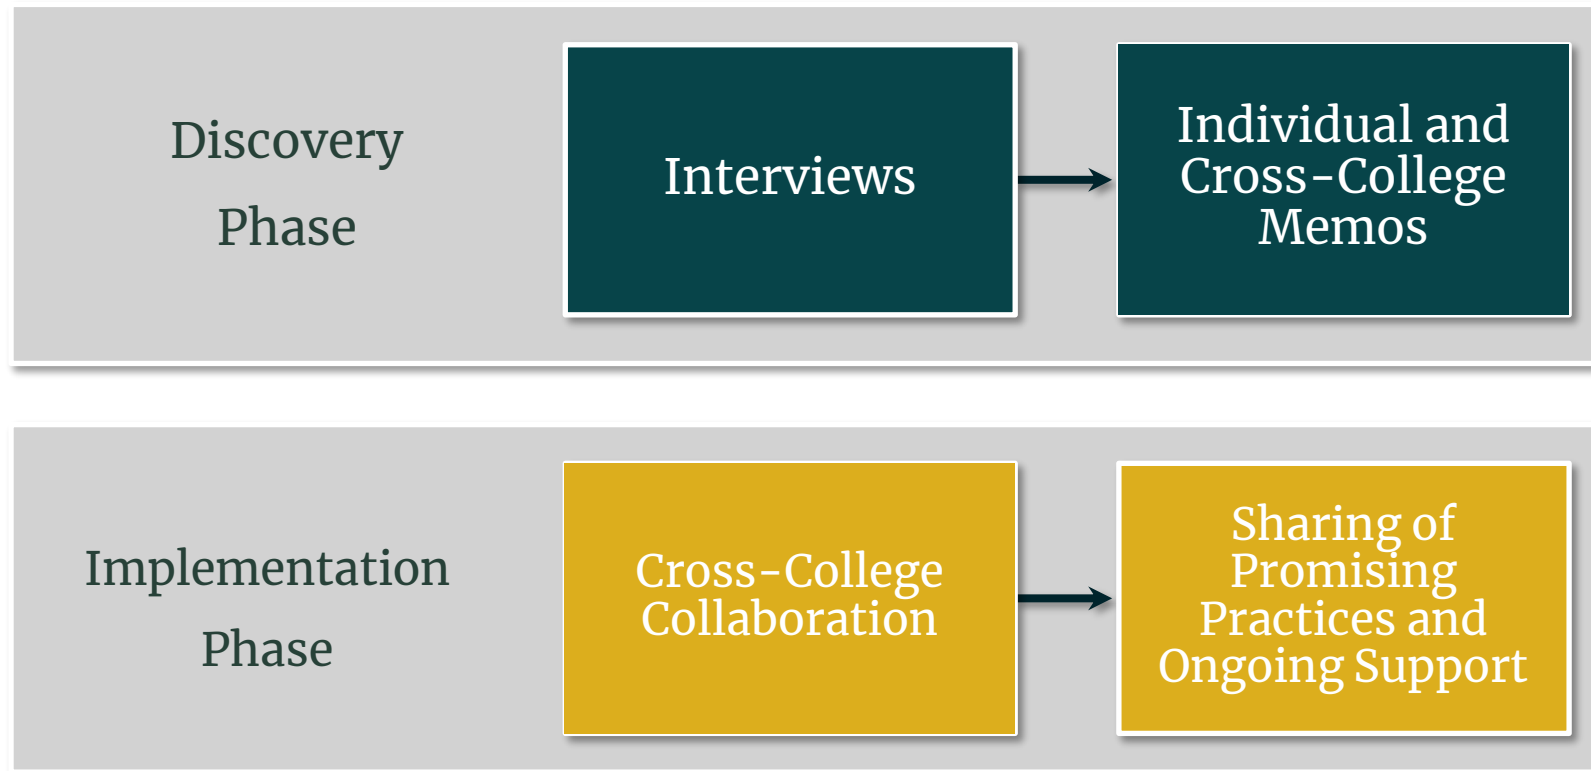 Discovery
Phase
Interviews
Individual and
Cross-College
Memos
Implementation
Phase
Cross-College
Collaboration
Sharing of
Promising
Practices and
Ongoing Support